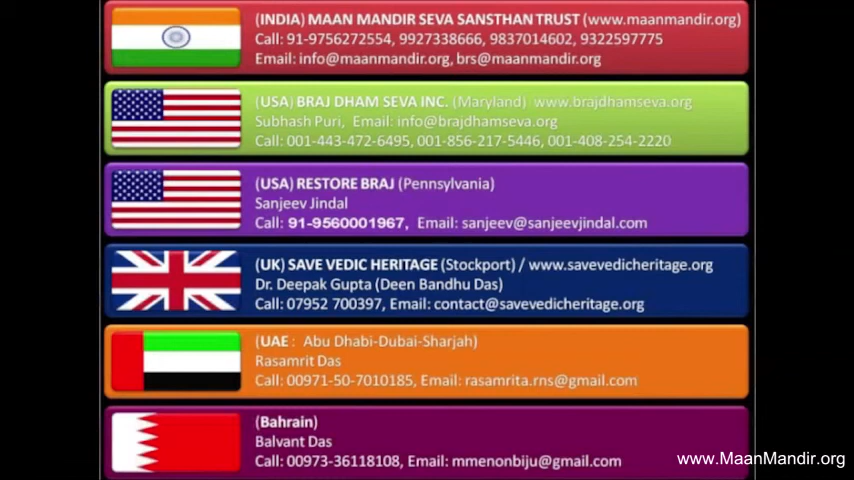 (INDIA) MAAN MANDIR SEVA SANSTHAN TRUST (www.maanmandir.org)
Call: 91-9756272554, 9927338666, 9837014602, 9322597775
Email: info@maanmandir.org, brs@maanmandir.org
(USA) BRAJ DHAM SEVA INC. (Maryland) www.brajdhamseva.org
Subhash Puri, Email: info@brajdhamseva.org
Call: 001-443-472-6495, 001-856-217-5446, 001-408-254-2220
(USA) RESTORE BRAJ (Pennsylvania)
Sanjeev Jindal
Call: 91-9560001967, Email: sanjeev@sanjeevjindal.com
(UK) SAVE VEDIC HERITAGE (Stockport) / www.savevedicheritage.org
Dr. Deepak Gupta (Deen Bandhu Das)
Call: 07952 700397, Email: contact@savevedicheritage.org
(UAE : Abu Dhabi-Dubai-Sharjah)
Rasamrit Das
Call: 00971-50-7010185, Email: rasamrita.rns@gmail.com
(Bahrain)
Balvant Das
Call: 00973-36118108, Email: mmenonbiju@gmail.com
www.MaanMandir.org